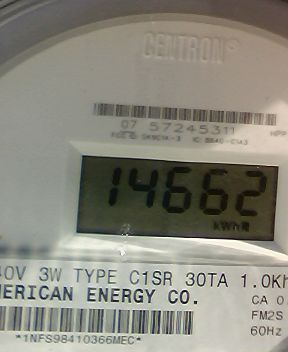 CENTRON®
07 57245311
14662
kWh
40V 3W TYPE C1SR 30TA 1.0Kh
MERICAN ENERGY CO.
CA 0.
FM2S
60Hz
*1NFS98410366MEC*